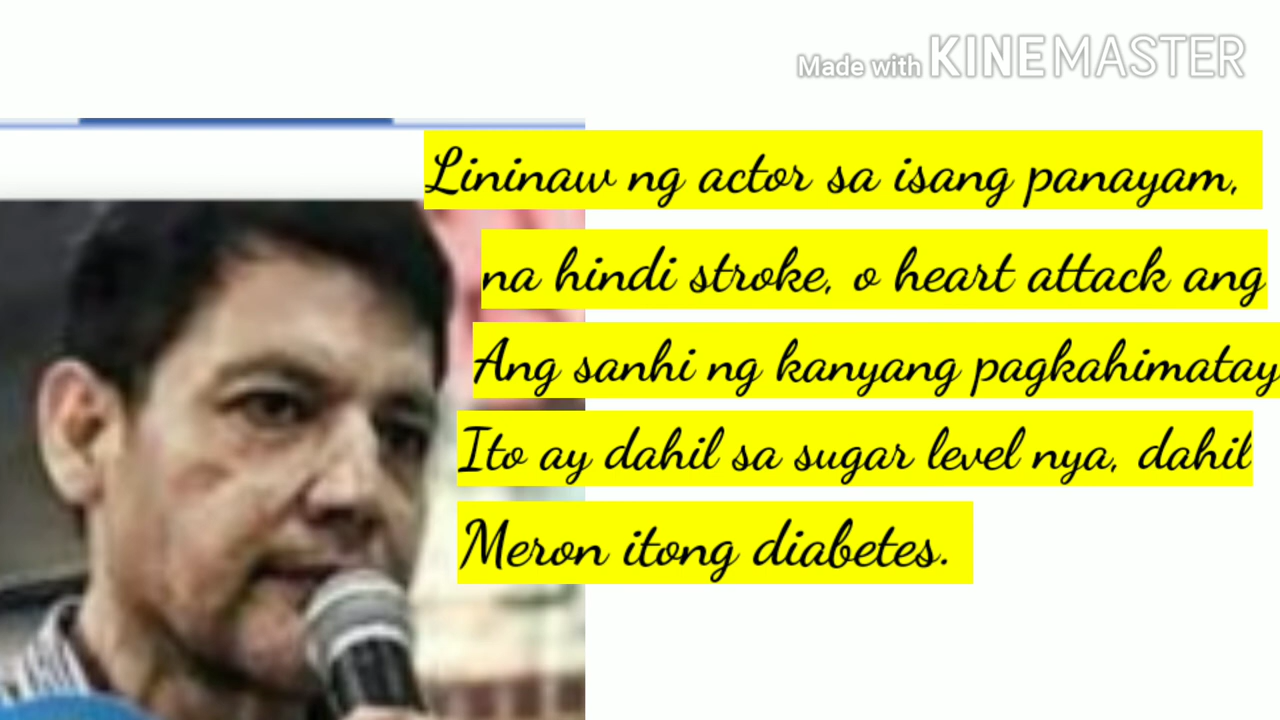 Made with KINEMASTER
Lininaw ng actor sa isang panayam,
na hindi stroke, o heart attack ang
Ang sanhi ng kanyang pagkahimatay
Ito ay dahil sa sugar level nya, dahil
Meron itong diabetes.